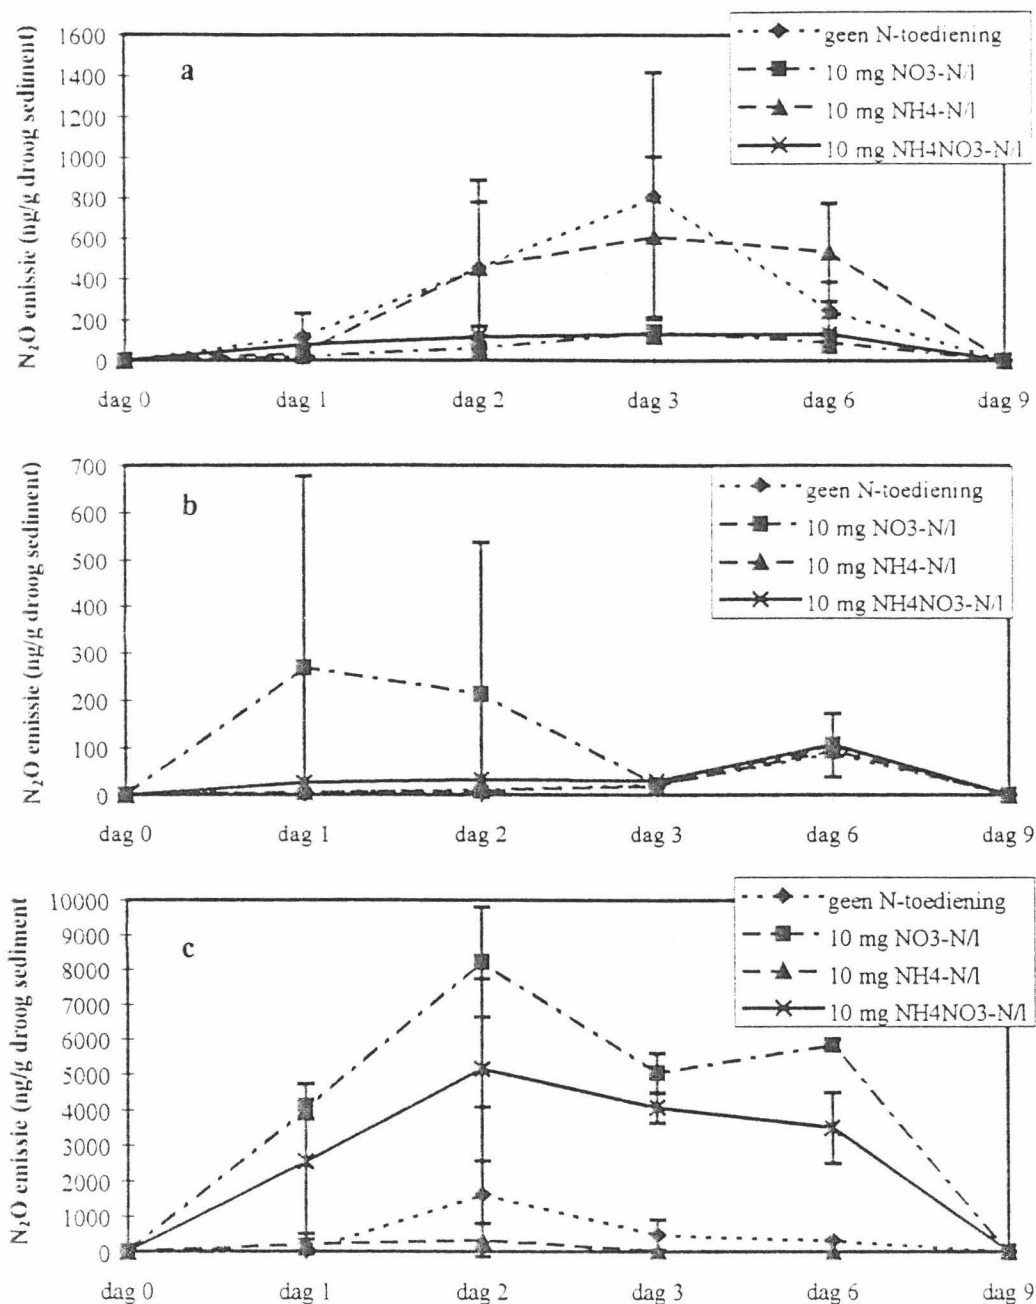 a
N₂O emissie (ng/g droog sediment)
1600
1400
1200
1000
800
600
400
200
0
dag 0
dag 1
dag 2
dag 3
dag 6
dag 9
geen N-toediening
10 mg NO3-N/l
10 mg NH4-N/l
10 mg NH4NO3-N/l
b
N₂O emissie (ng/g droog sediment)
700
600
500
400
300
200
100
0
dag 0
dag 1
dag 2
dag 3
dag 6
dag 9
geen N-toediening
10 mg NO3-N/l
10 mg NH4-N/l
10 mg NH4NO3-N/l
c
N₂O emissie (ng/g droog sediment
10000
9000
8000
7000
6000
5000
4000
3000
2000
1000
0
dag 0
dag 1
dag 2
dag 3
dag 6
dag 9
geen N-toediening
10 mg NO3-N/l
10 mg NH4-N/l
10 mg NH4NO3-N/l